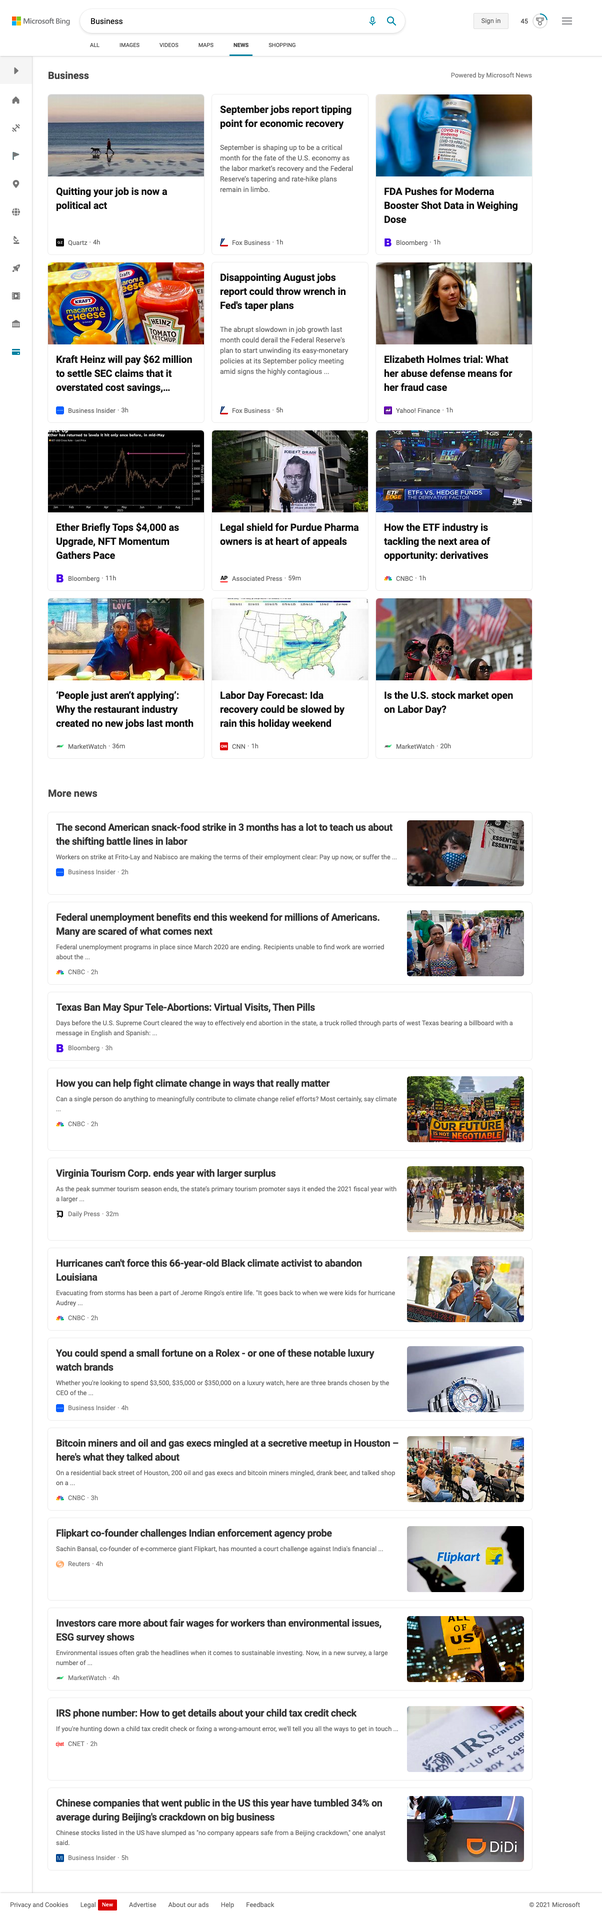 Microsoft Bing
Business
Sign in
45
ALL
IMAGES
VIDEOS
MAPS
NEWS
SHOPPING
Business
Powered by Microsoft News
Quitting your job is now a
political act
Quartz · 4h
September jobs report tipping
point for economic recovery
September is shaping up to be a critical
month for the fate of the U.S. economy as
the labor market's recovery and the Federal
Reserve's tapering and rate-hike plans
remain in limbo.
Fox Business · 1h
FDA Pushes for Moderna
Booster Shot Data in Weighing
Dose
Bloomberg · 1h
KRAFT
macaroni &
cheese
HEINZ
TOMATO
KETCHUP
Kraft Heinz will pay $62 million
to settle SEC claims that it
overstated cost savings,...
Business Insider · 3h
Disappointing August jobs
report could throw wrench in
Fed's taper plans
The abrupt slowdown in job growth last
month could derail the Federal Reserve's
plan to start unwinding its easy-monetary
policies at its September policy meeting
amid signs the highly contagious ...
Fox Business · 5h
Elizabeth Holmes trial: What
her abuse defense means for
her fraud case
Yahoo! Finance · 1h
Ether Briefly Tops $4,000 as
Upgrade, NFT Momentum
Gathers Pace
Bloomberg · 11h
Legal shield for Purdue Pharma
owners is at heart of appeals
AP Associated Press · 59m
ETF EDGE
ETFs VS. HEDGE FUNDS
THE DERIVATIVE FACTOR
How the ETF industry is
tackling the next area of
opportunity: derivatives
CNBC · 1h
LOVE
'People just aren't applying':
Why the restaurant industry
created no new jobs last month
MarketWatch · 36m
Labor Day Forecast: Ida
recovery could be slowed by
rain this holiday weekend
CNN · 1h
Is the U.S. stock market open
on Labor Day?
MarketWatch · 20h
More news
The second American snack-food strike in 3 months has a lot to teach us about
the shifting battle lines in labor
Workers on strike at Frito-Lay and Nabisco are making the terms of their employment clear: Pay up now, or suffer the ...
Business Insider · 2h
Federal unemployment benefits end this weekend for millions of Americans.
Many are scared of what comes next
Federal unemployment programs in place since March 2020 are ending. Recipients unable to find work are worried
about the ...
CNBC · 2h
Texas Ban May Spur Tele-Abortions: Virtual Visits, Then Pills
Days before the U.S. Supreme Court cleared the way to effectively end abortion in the state, a truck rolled through parts of west Texas bearing a billboard with a
message in English and Spanish: ...
Bloomberg · 3h
How you can help fight climate change in ways that really matter
Can a single person do anything to meaningfully contribute to climate change relief efforts? Most certainly, say climate
...
CNBC · 2h
OUR FUTURE
IS NOT NEGOTIABLE
Virginia Tourism Corp. ends year with larger surplus
As the peak summer tourism season ends, the state's primary tourism promoter says it ended the 2021 fiscal year with
a larger ...
Daily Press · 32m
Hurricanes can't force this 66-year-old Black climate activist to abandon
Louisiana
Evacuating from storms has been a part of Jerome Ringo's entire life. "It goes back to when we were kids for hurricane
Audrey ...
CNBC · 2h
You could spend a small fortune on a Rolex - or one of these notable luxury
watch brands
Whether you're looking to spend $3,500, $35,000 or $350,000 on a luxury watch, here are three brands chosen by the
CEO of the ...
Business Insider · 4h
Bitcoin miners and oil and gas execs mingled at a secretive meetup in Houston –
here's what they talked about
On a residential back street of Houston, 200 oil and gas execs and bitcoin miners mingled, drank beer, and talked shop
on a ...
CNBC · 3h
Flipkart co-founder challenges Indian enforcement agency probe
Sachin Bansal, co-founder of e-commerce giant Flipkart, has mounted a court challenge against India's financial ...
Reuters · 4h
Flipkart
Investors care more about fair wages for workers than environmental issues,
ESG survey shows
Environmental issues often grab the headlines when it comes to sustainable investing. Now, in a new survey, a large
number of ...
MarketWatch · 4h
ALL
OF
US
IRS phone number: How to get details about your child tax credit check
If you're hunting down a child tax credit check or fixing a wrong-amount error, we'll tell you all the ways to get in touch ...
CNET · 2h
IRS
Chinese companies that went public in the US this year have tumbled 34% on
average during Beijing's crackdown on big business
Chinese stocks listed in the US have slumped as "no company appears safe from a Beijing crackdown," one analyst
said.
Business Insider · 5h
DiDi
Privacy and Cookies
Legal
New
Advertise
About our ads
Help
Feedback
© 2021 Microsoft